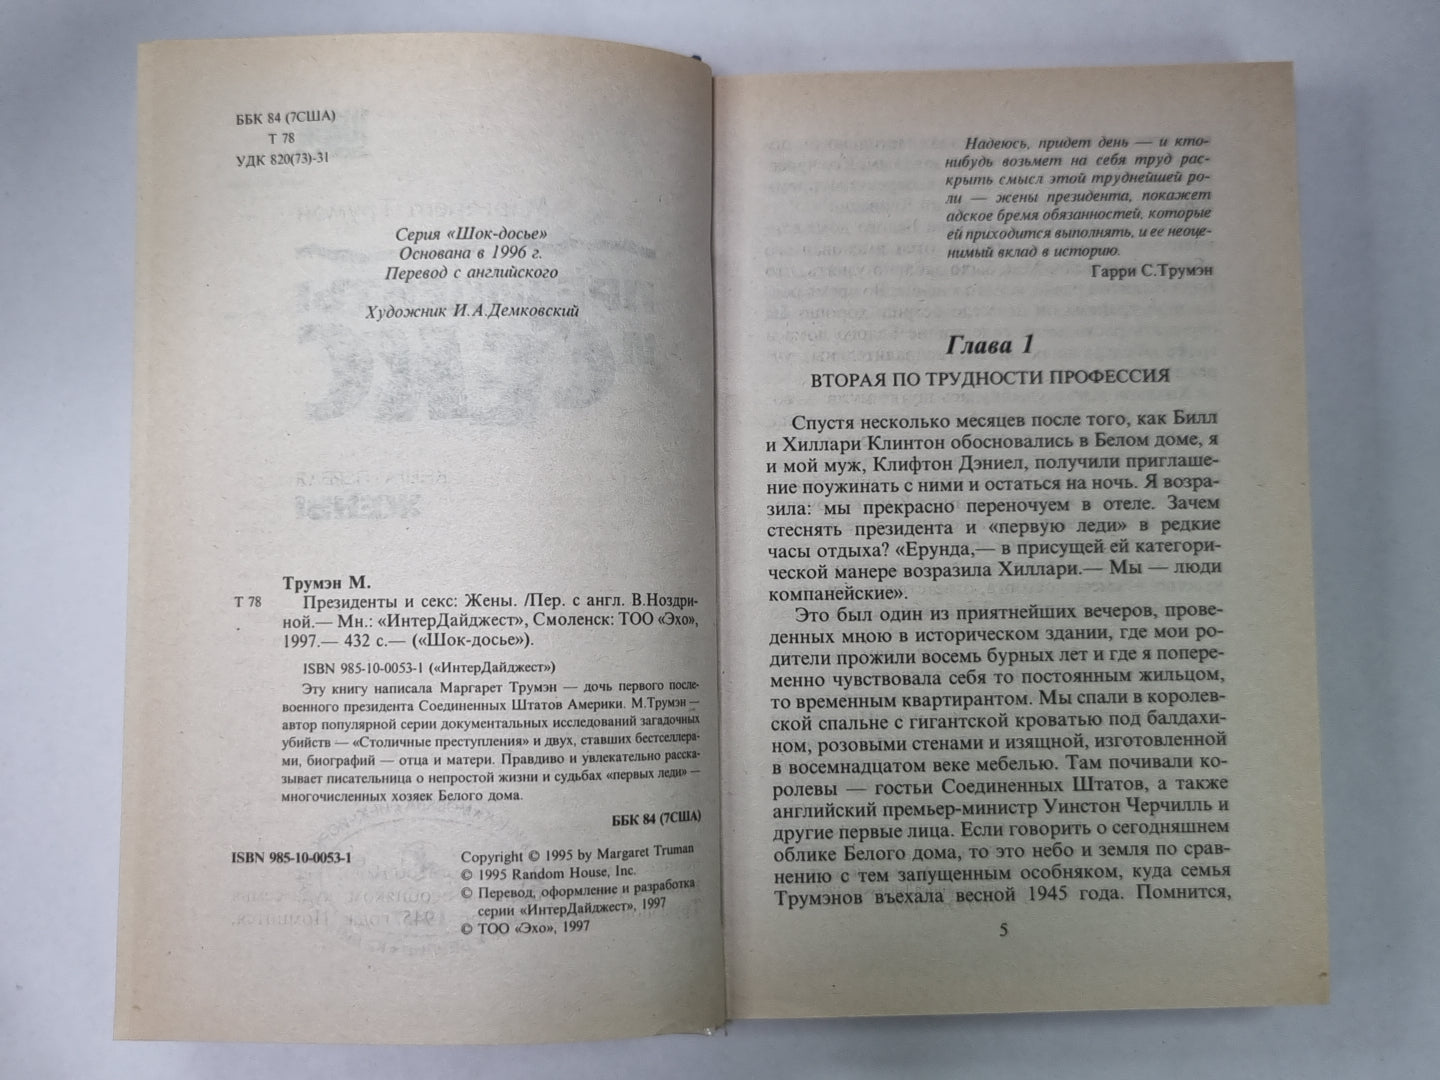 ББК 84 (7США)
Т 78
УДК 820(73)-31
Серия «Шок-досье»
Основана в 1996 г.
Перевод с английского
Художник И.А.Демковский
Трумэн М.
Т 78 Президенты и секс: Жены. /Пер. с англ. В.Ноздри-
ной.— Мн.: «ИнтерДайджест», Смоленск: ТОО «Эхо»,
1997.— 432 с.— («Шок-досье»).
ISBN 985-10-0053-1 («ИнтерДайджест»)
Эту книгу написала Маргарет Трумэн — дочь первого после-
военного президента Соединенных Штатов Америки. М.Трумэн —
автор популярной серии документальных исследований загадочных
убийств — «Столичные преступления» и двух, ставших бестселлера-
ми, биографий — отца и матери. Правдиво и увлекательно расска-
зывает писательница о непростой жизни и судьбах «первых леди» —
многочисленных хозяек Белого дома.
ББК 84 (7США)
ISBN 985-10-0053-1
Copyright © 1995 by Margaret Truman
© 1995 Random House, Inc.
© Перевод, оформление и разработка
серии «ИнтерДайджест», 1997
© ТОО «Эхо», 1997
Надеюсь, придет день — и кто-
нибудь возьмет на себя труд рас-
крыть смысл этой труднейшей ро-
ли — жены президента, покажет
адское бремя обязанностей, которые
ей приходится выполнять, и ее неоце-
нимый вклад в историю.
Гарри С.Трумэн
Глава 1
ВТОРАЯ ПО ТРУДНОСТИ ПРОФЕССИЯ
Спустя несколько месяцев после того, как Билл
и Хиллари Клинтон обосновались в Белом доме, я
и мой муж, Клифтон Дэниел, получили приглаше-
ние поужинать с ними и остаться на ночь. Я возра-
зила: мы прекрасно переночуем в отеле. Зачем
стеснять президента и «первую леди» в редкие
часы отдыха? «Ерунда,— в присущей ей категори-
ческой манере возразила Хиллари.— Мы — люди
компанейские».
Это был один из приятнейших вечеров, прове-
денных мною в историческом здании, где мои ро-
дители прожили восемь бурных лет и где я попере-
менно чувствовала себя то постоянным жильцом,
то временным квартирантом. Мы спали в королев-
ской спальне с гигантской кроватью под балдахи-
ном, розовыми стенами и изящной, изготовленной
в восемнадцатом веке мебелью. Там почивали ко-
ролевы — гостьи Соединенных Штатов, а также
английский премьер-министр Уинстон Черчилль и
другие первые лица. Если говорить о сегодняшнем
облике Белого дома, то это небо и земля по срав-
нению с тем запущенным особняком, куда семья
Трумэнов въехала весной 1945 года. Помнится,
5